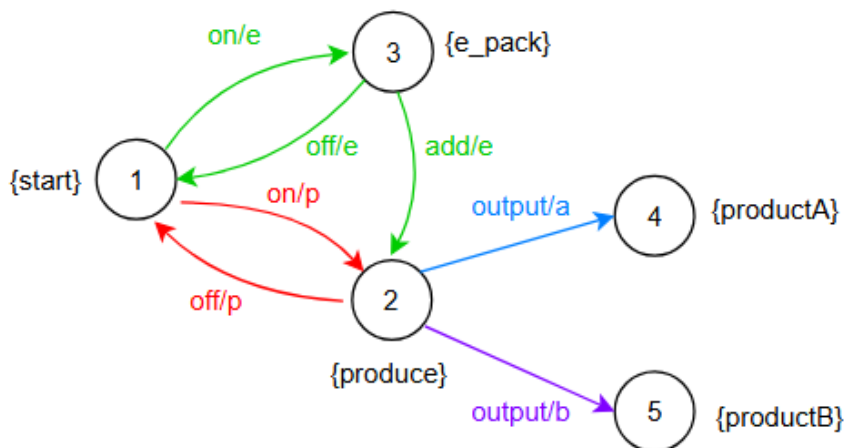 on/e
3
{e_pack}
off/e
add/e
{start}
1
on/p
output/a
4
{productA}
off/p
2
{produce}
output/b
5
{productB}